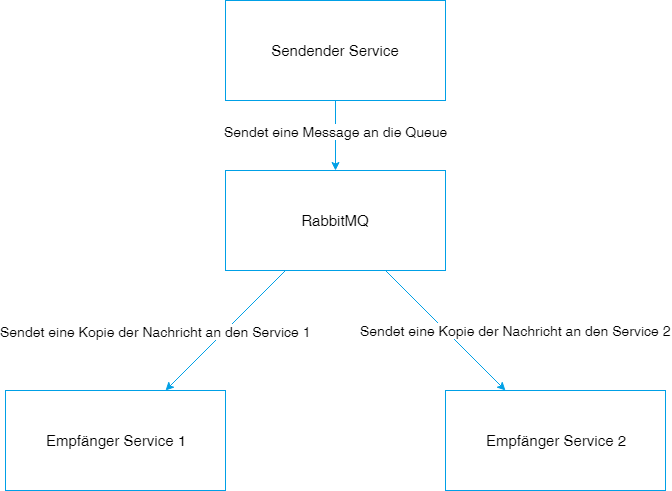 Sendender Service
Sendet eine Message an die Queue
RabbitMQ
Sendet eine Kopie der Nachricht an den Service 1
Sendet eine Kopie der Nachricht an den Service 2
Empfänger Service 1
Empfänger Service 2